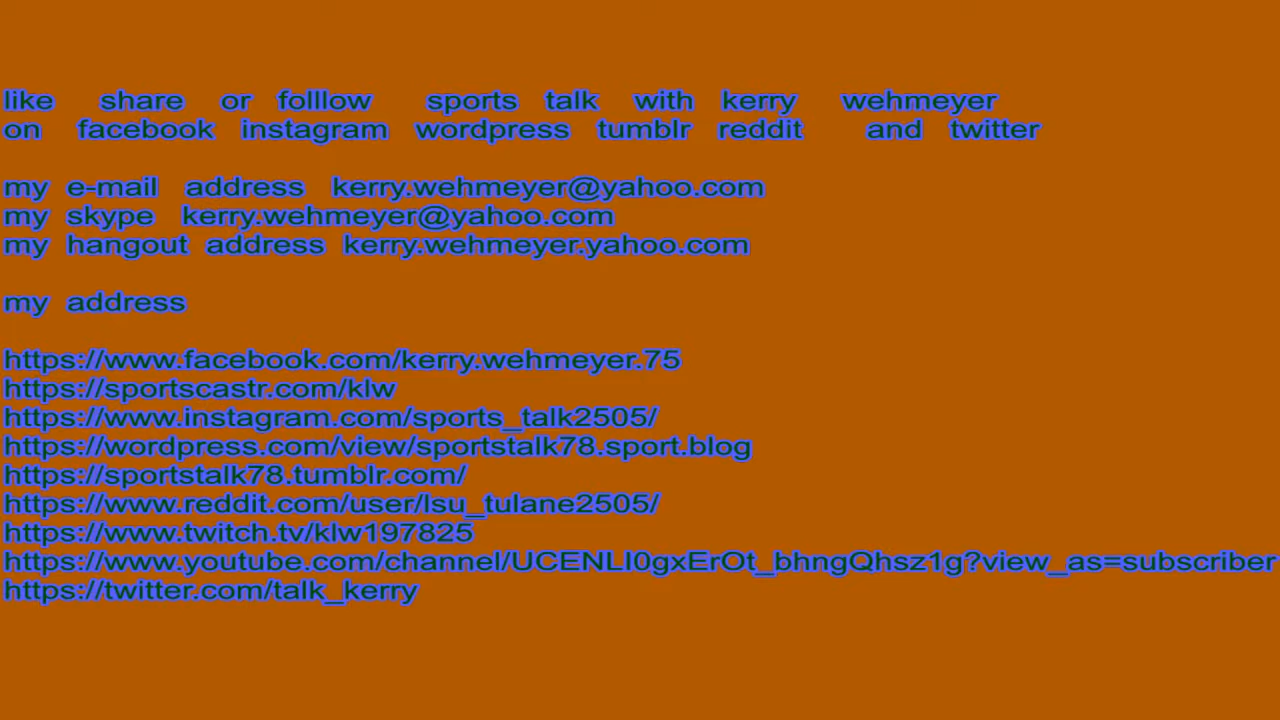 like share or folllow sports talk with kerry wehmeyer
on facebook instagram wordpress tumblr reddit and twitter
my e-mail address kerry.wehmeyer@yahoo.com
my skype kerry.wehmeyer@yahoo.com
my hangout address kerry.wehmeyer.yahoo.com
my address
https://www.facebook.com/kerry.wehmeyer.75
https://sportscastr.com/klw
https://www.instagram.com/sports_talk2505/
https://wordpress.com/view/sportstalk78.sport.blog
https://sportstalk78.tumblr.com/
https://www.reddit.com/user/lsu_tulane2505/
https://www.twitch.tv/klw197825
https://www.youtube.com/channel/UCENLl0gxErOt_bhngQhsz1g?view_as=subscriber
https://twitter.com/talk_kerry